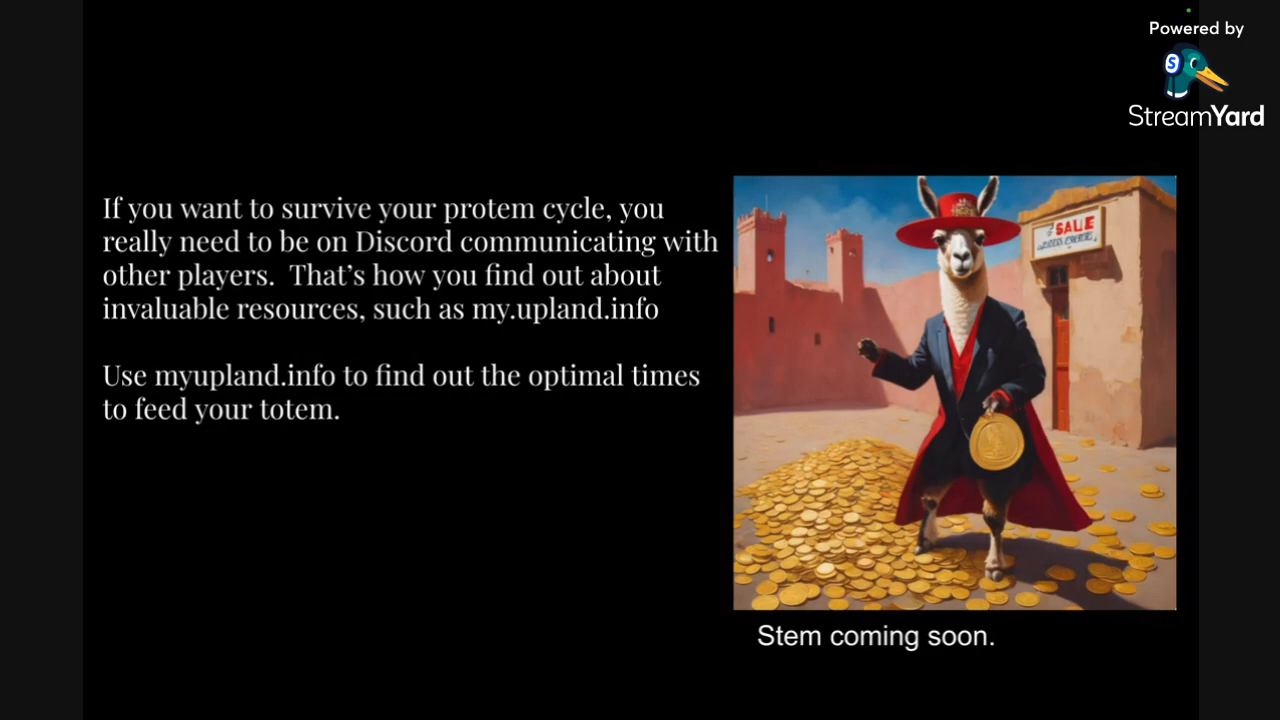 Powered by
StreamYard
If you want to survive your protem cycle, you
really need to be on Discord communicating with
other players.  That's how you find out about
invaluable resources, such as my.upland.info
Use myupland.info to find out the optimal times
to feed your totem.
SALE
Stem coming soon.